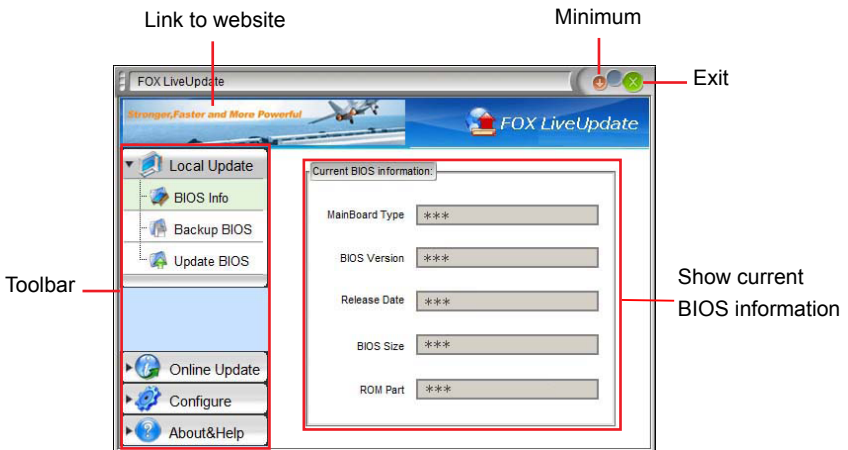 Link to website
Minimum
FOX LiveUpdate
Exit
Stronger,Faster and More Powerful
FOX LiveUpdate
Local Update
BIOS Info
Backup BIOS
Update BIOS
Toolbar
Online Update
Configure
About&Help
Current BIOS information:
MainBoard Type ***
BIOS Version ***
Release Date ***
BIOS Size ***
ROM Part ***
Show current
BIOS information